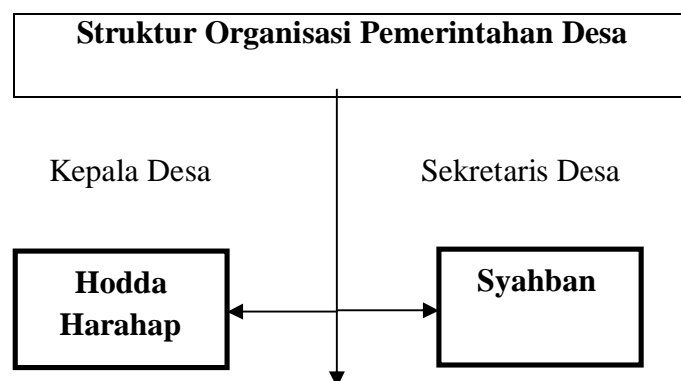 Struktur Organisasi Pemerintahan Desa
Kepala Desa
Sekretaris Desa
Hodda
Harahap
Syahban